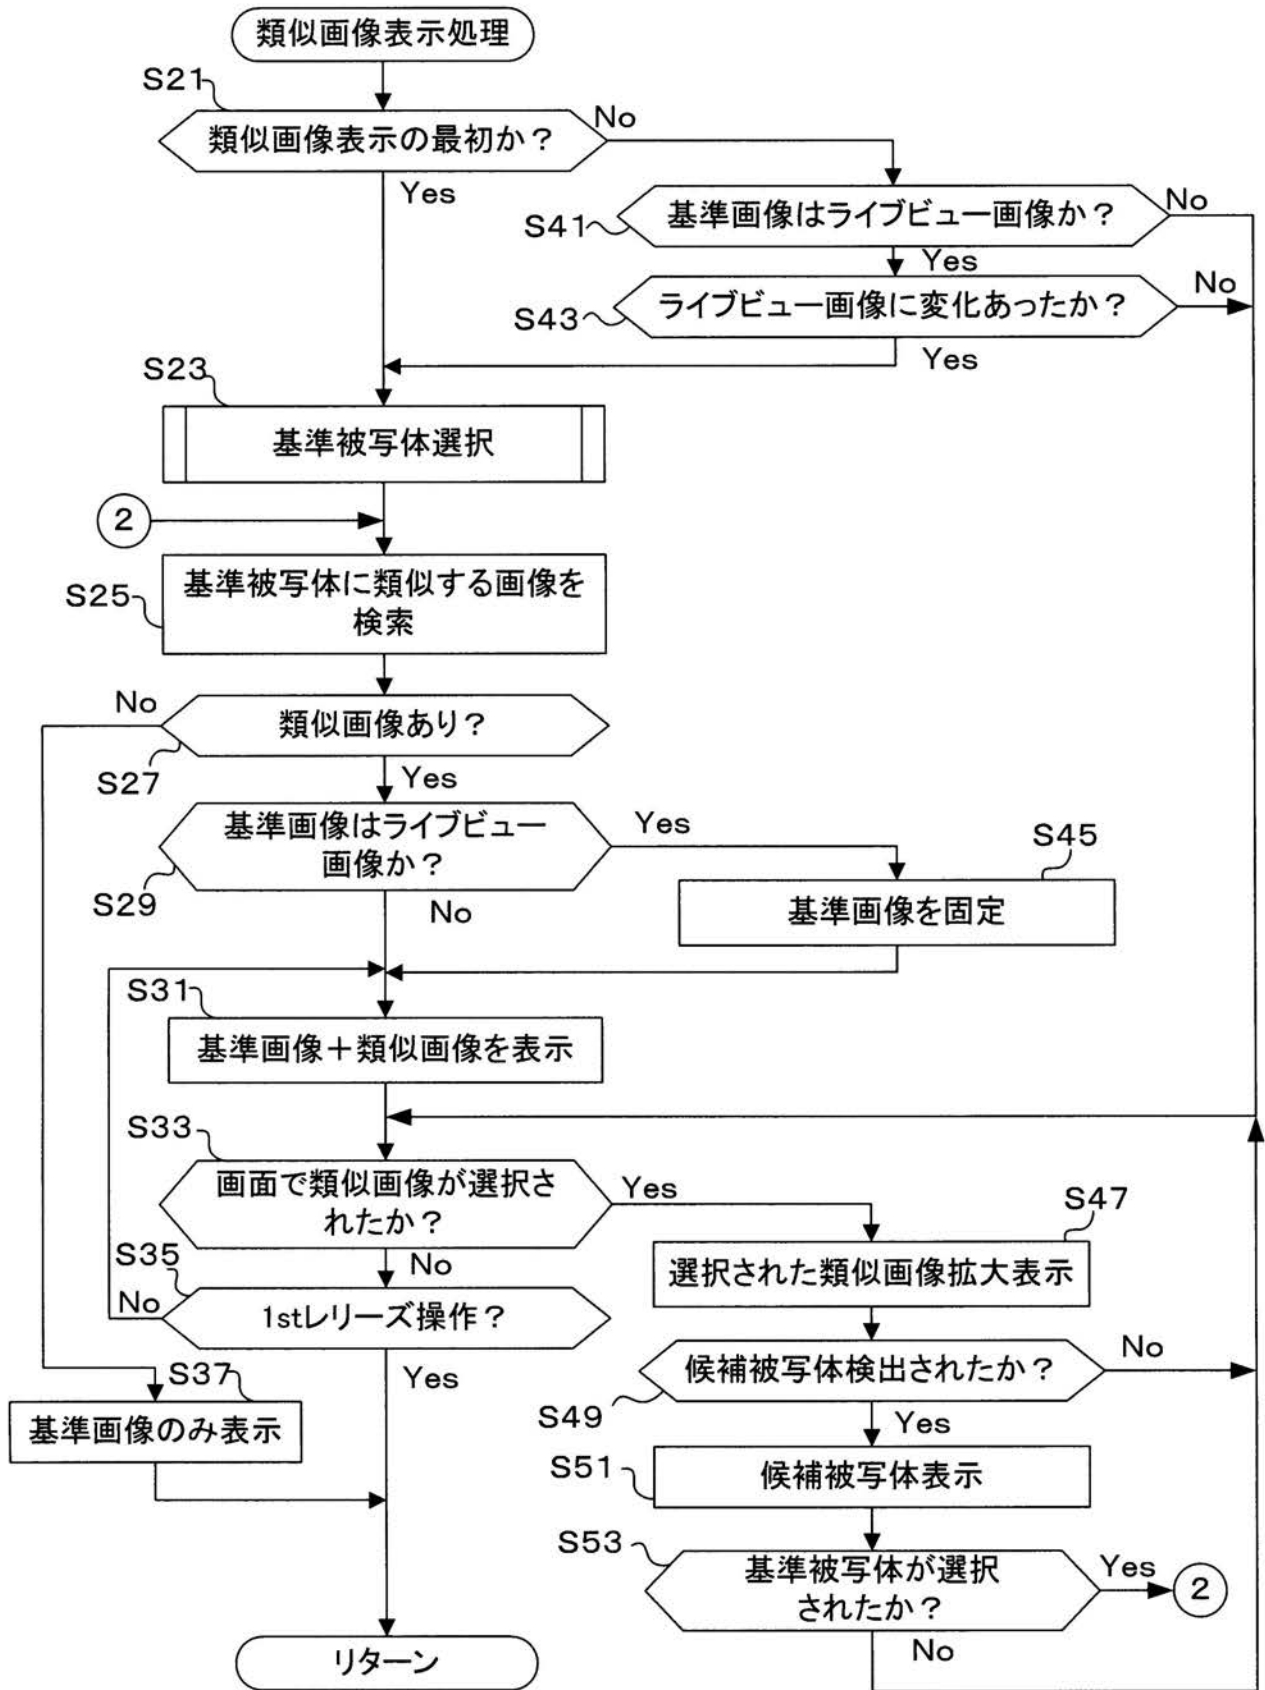 類似画像表示処理
S21
類似画像表示の最初か？
No
Yes
基準画像はライブビュー画像か？
No
S41
Yes
ライブビュー画像に変化あったか？
No
S43
Yes
S23
基準被写体選択
2
基準被写体に類似する画像を
検索
S25
No
類似画像あり？
S27
Yes
基準画像はライブビュー
画像か？
Yes
S29
No
S45
基準画像を固定
S31
基準画像＋類似画像を表示
S33
画面で類似画像が選択さ
れたか？
Yes
No
S47
選択された類似画像拡大表示
S35
No
1stレリーズ操作？
Yes
候補被写体検出されたか？
No
S49
Yes
S37
基準画像のみ表示
S51
候補被写体表示
S53
基準被写体が選択
されたか？
Yes
2
No
リターン